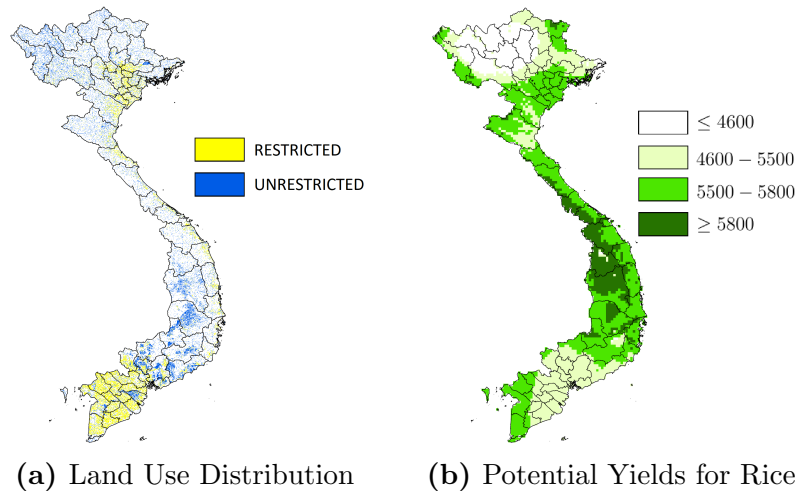 RESTRICTED
UNRESTRICTED
≤ 4600
4600 – 5500
5500 – 5800
≥ 5800
(a) Land Use Distribution
(b) Potential Yields for Rice